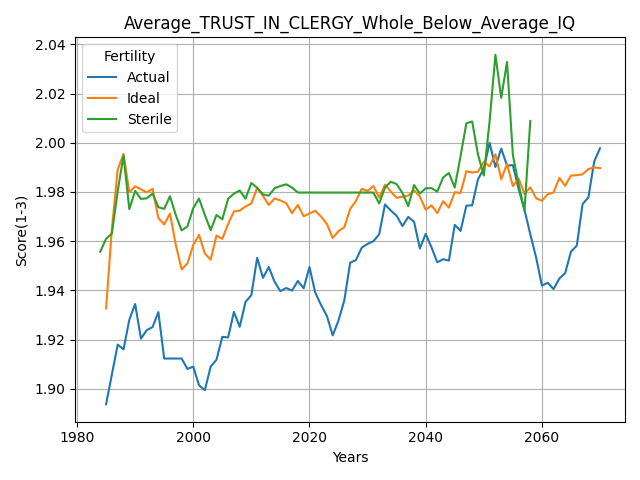 Average_TRUST_IN_CLERGY_Whole_Below_Average_IQ
Fertility
Actual
Ideal
Sterile
Score(1-3)
2.04
2.02
2.00
1.98
1.96
1.94
1.92
1.90
1980
2000
2020
2040
2060
Years